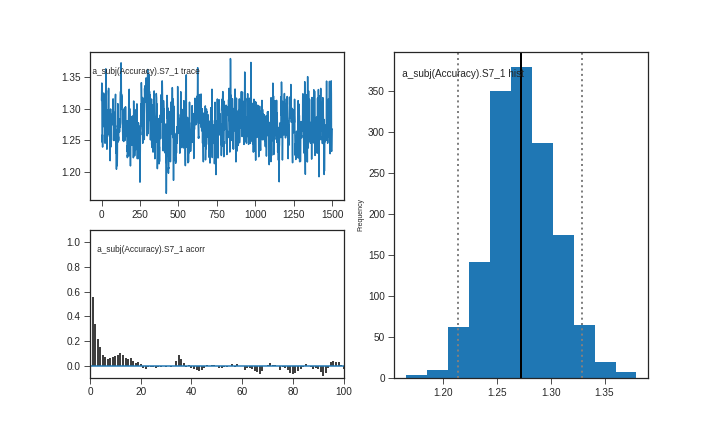 a_subj(Accuracy).S7_1 trace
1.35
1.30
1.25
1.20
0 250 500 750 1000 1250 1500
a_subj(Accuracy).S7_1 acorr
1.0
0.8
0.6
0.4
0.2
0.0
0 20 40 60 80 100
a_subj(Accuracy).S7_1 hist
Frequency
350
300
250
200
150
100
50
0
1.20 1.25 1.30 1.35